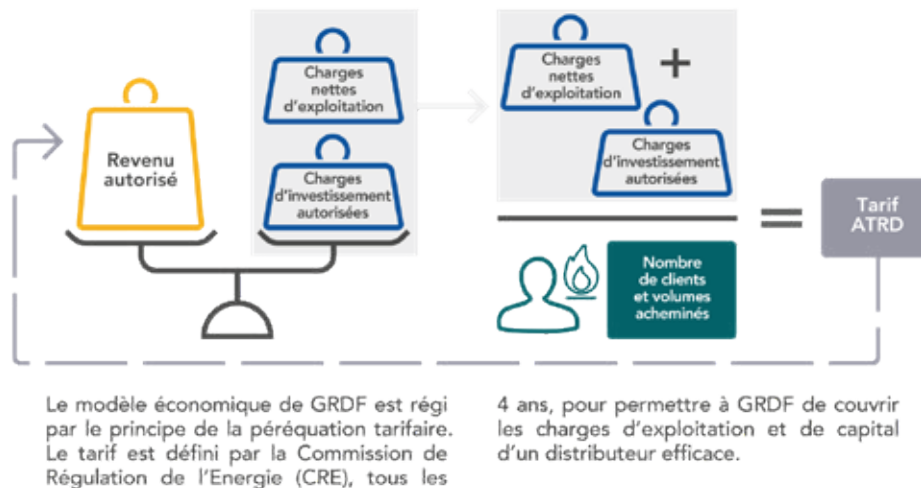 Revenu
autorisé
Charges
nettes
d'exploitation
Charges
d'investissement
autorisées
Charges
nettes
d'exploitation
+
Charges
d'investissement
autorisées
Nombre
de clients
et volumes
acheminés
=
Tarif
ATRD
Le modèle économique de GRDF est régi
par le principe de la péréquation tarifaire.
Le tarif est défini par la Commission de
Régulation de l'Energie (CRE), tous les
4 ans, pour permettre à GRDF de couvrir
les charges d'exploitation et de capital
d'un distributeur efficace.